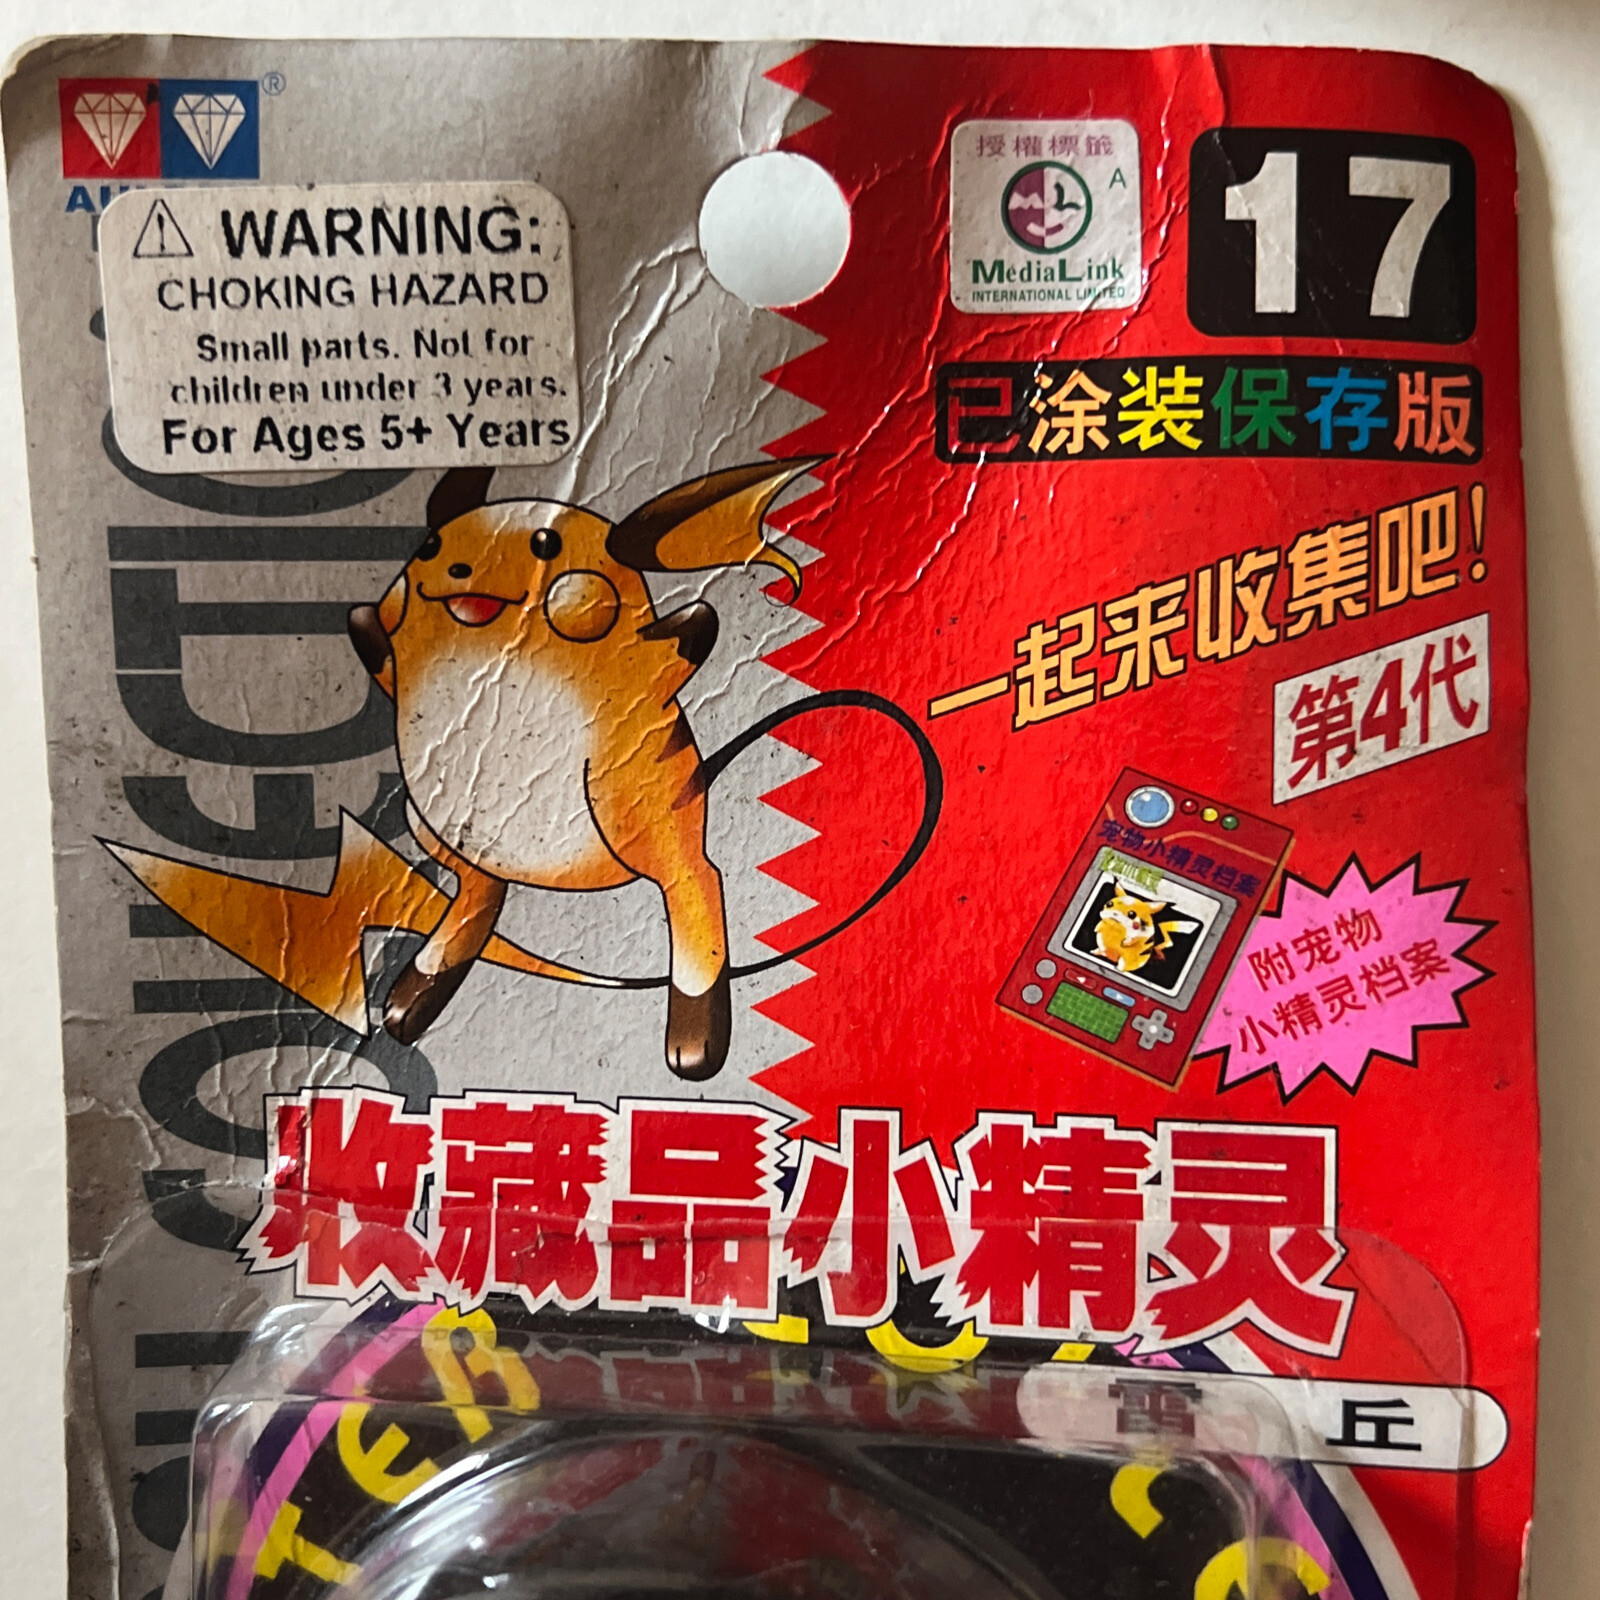 WARNING:
CHOKING HAZARD
Small parts. Not for
children under 3 years.
For Ages 5+ Years
授權標籤
A
MediaLink
INTERNATIONAL LIMITED
17
已涂装保存版
一起来收集吧!
第4代
宠物小精灵档案
附宠物
小精灵档案
收藏品小精灵
雷 丘